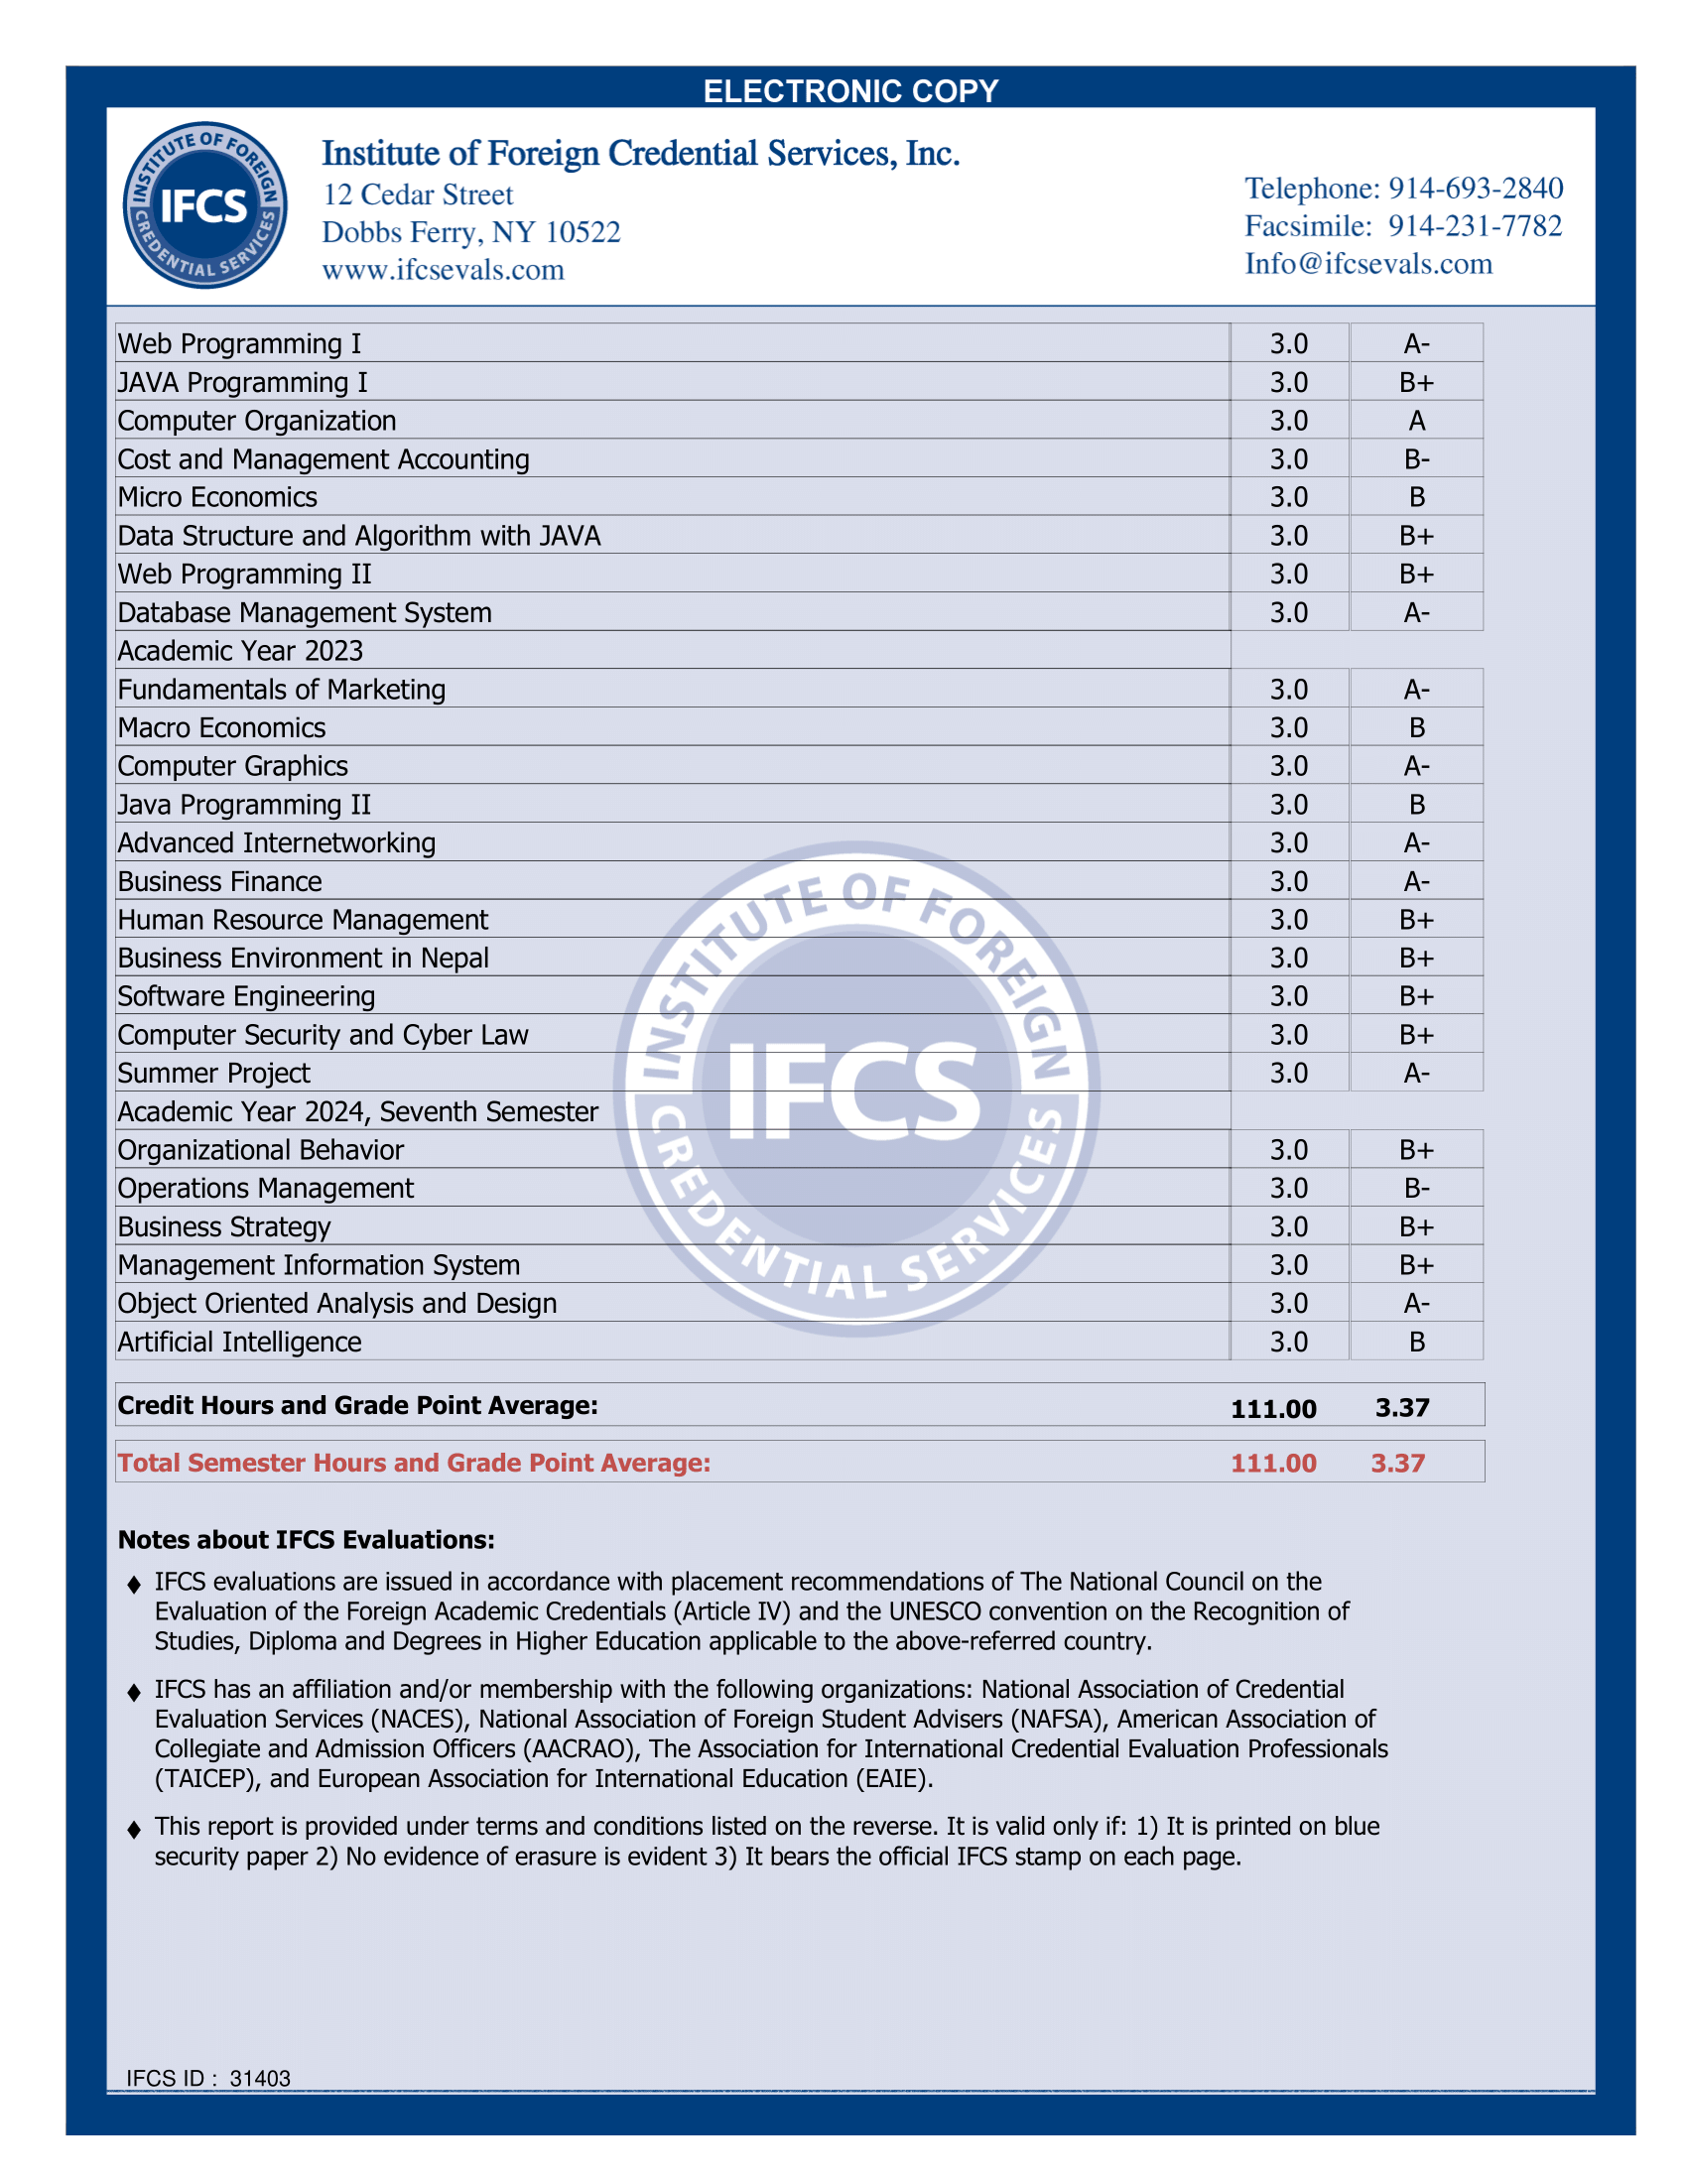 ELECTRONIC COPY
INSTITUTE OF FOREIGN
IFCS
CREDENTIAL SERVICES
Institute of Foreign Credential Services, Inc.
12 Cedar Street
Dobbs Ferry, NY 10522
www.ifcsevals.com
Telephone: 914-693-2840
Facsimile: 914-231-7782
Info@ifcsevals.com
Web Programming I 3.0 A-
JAVA Programming I 3.0 B+
Computer Organization 3.0 A
Cost and Management Accounting 3.0 B-
Micro Economics 3.0 B
Data Structure and Algorithm with JAVA 3.0 B+
Web Programming II 3.0 B+
Database Management System 3.0 A-
Academic Year 2023
Fundamentals of Marketing 3.0 A-
Macro Economics 3.0 B
Computer Graphics 3.0 A-
Java Programming II 3.0 B
Advanced Internetworking 3.0 A-
Business Finance 3.0 A-
Human Resource Management 3.0 B+
Business Environment in Nepal 3.0 B+
Software Engineering 3.0 B+
Computer Security and Cyber Law 3.0 B+
Summer Project 3.0 A-
Academic Year 2024, Seventh Semester
Organizational Behavior 3.0 B+
Operations Management 3.0 B-
Business Strategy 3.0 B+
Management Information System 3.0 B+
Object Oriented Analysis and Design 3.0 A-
Artificial Intelligence 3.0 B
INSTITUTE OF FOREIGN
IFCS
CREDENTIAL SERVICES
Credit Hours and Grade Point Average: 111.00 3.37
Total Semester Hours and Grade Point Average: 111.00 3.37
Notes about IFCS Evaluations:
♦ IFCS evaluations are issued in accordance with placement recommendations of The National Council on the
Evaluation of the Foreign Academic Credentials (Article IV) and the UNESCO convention on the Recognition of
Studies, Diploma and Degrees in Higher Education applicable to the above-referred country.
♦ IFCS has an affiliation and/or membership with the following organizations: National Association of Credential
Evaluation Services (NACES), National Association of Foreign Student Advisers (NAFSA), American Association of
Collegiate and Admission Officers (AACRAO), The Association for International Credential Evaluation Professionals
(TAICEP), and European Association for International Education (EAIE).
♦ This report is provided under terms and conditions listed on the reverse. It is valid only if: 1) It is printed on blue
security paper 2) No evidence of erasure is evident 3) It bears the official IFCS stamp on each page.
IFCS ID : 31403